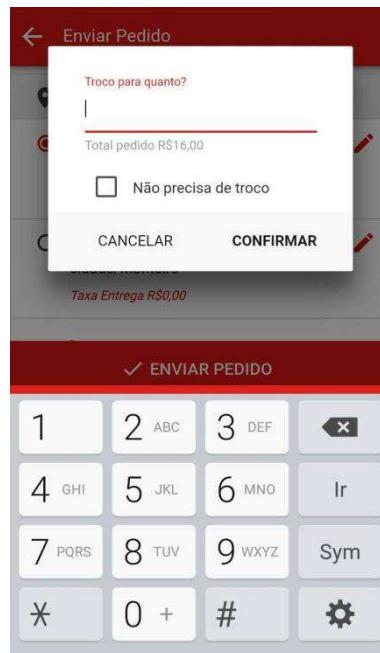 Enviar Pedido
Troco para quanto?
Total pedido R$16,00
Não precisa de troco
CANCELAR CONFIRMAR
Taxa Entrega R$0,00
ENVIAR PEDIDO
1 2 ABC 3 DEF
4 GHI 5 JKL 6 MNO Ir
7 PQRS 8 TUV 9 WXYZ Sym
* 0 + #